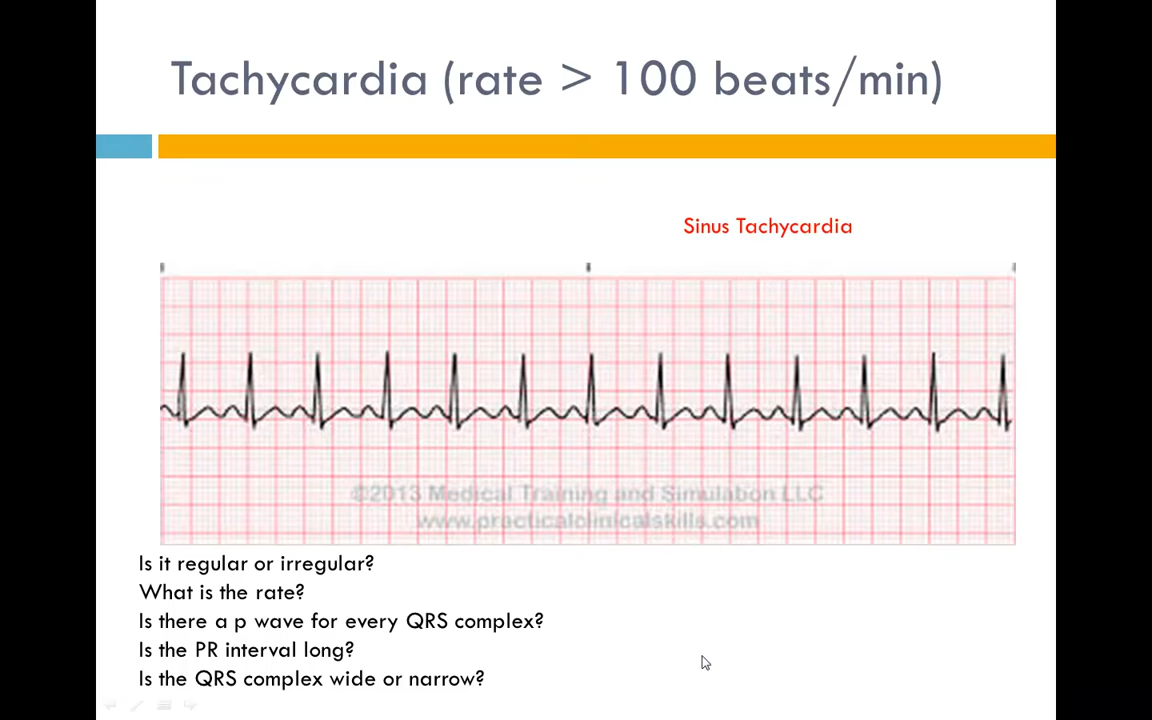 Tachycardia (rate > 100 beats/min)
Sinus Tachycardia
©2013 Medical Training and Simulation LLC
www.practicalclinicalskills.com
Is it regular or irregular?
What is the rate?
Is there a p wave for every QRS complex?
Is the PR interval long?
Is the QRS complex wide or narrow?